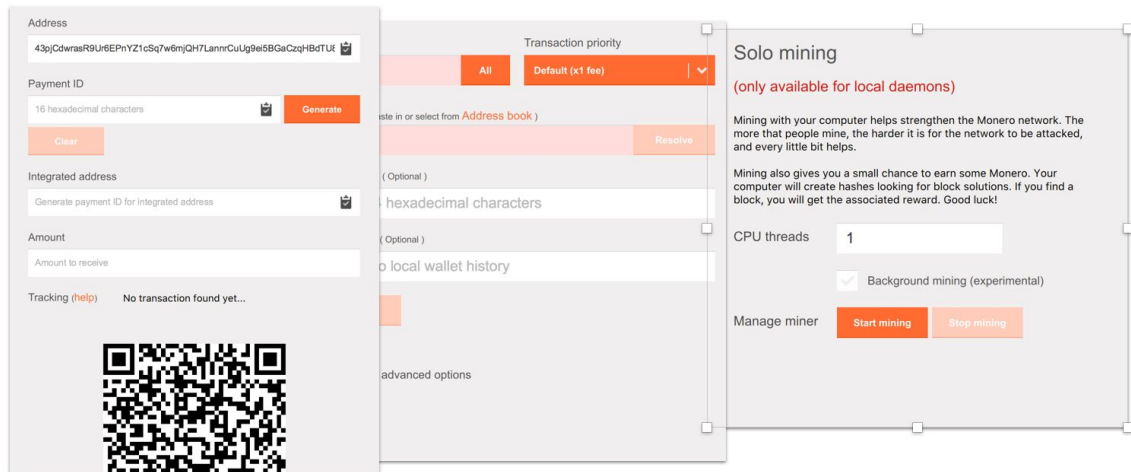 Address
43pjCdwrasR9Ur6EPnYZ1cSq7w6mjQH7LannrCuUg9ei5BGaCzqHBdTU8
Payment ID
16 hexadecimal characters
Generate
Clear
Integrated address
Generate payment ID for integrated address
Amount
Amount to receive
Tracking (help)
No transaction found yet...
Transaction priority
All
Default (x1 fee)
or select from Address book )
Resolve
( Optional )
hexadecimal characters
( Optional )
local wallet history
advanced options
Solo mining
(only available for local daemons)
Mining with your computer helps strengthen the Monero network. The
more that people mine, the harder it is for the network to be attacked,
and every little bit helps.
Mining also gives you a small chance to earn some Monero. Your
computer will create hashes looking for block solutions. If you find a
block, you will get the associated reward. Good luck!
CPU threads
1
Background mining (experimental)
Manage miner
Start mining
Stop mining